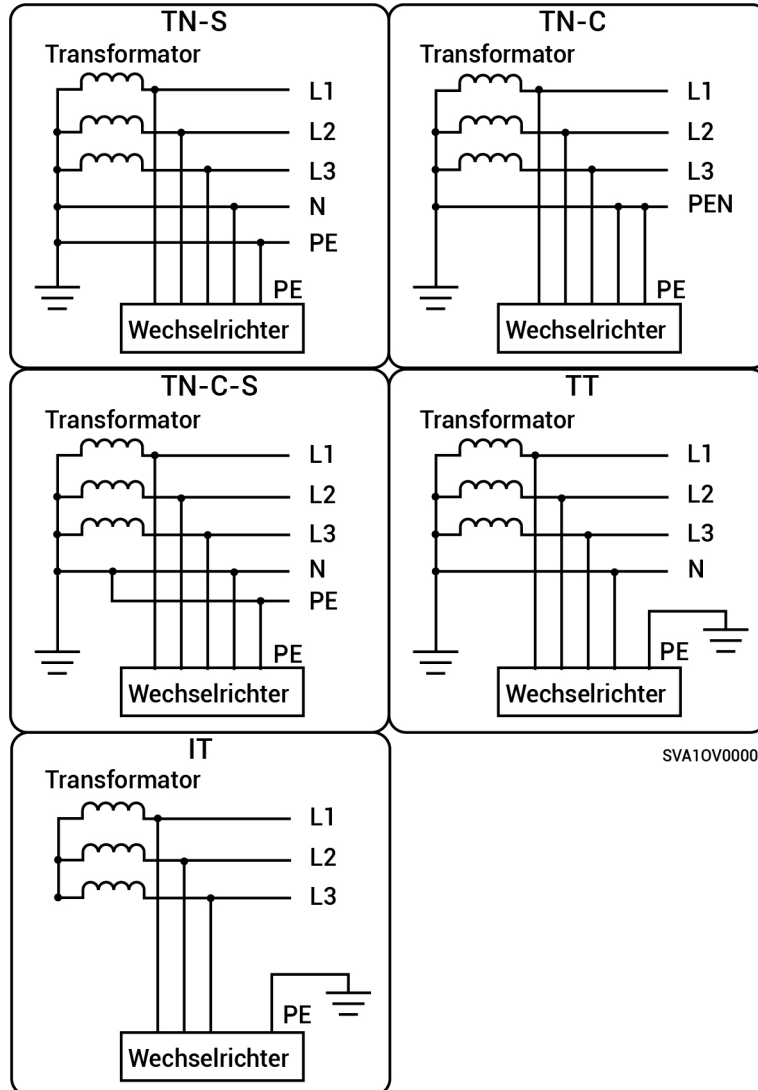 TN-S
Transformator
L1
L2
L3
N
PE
PE
Wechselrichter
TN-C
Transformator
L1
L2
L3
PEN
PE
Wechselrichter
TN-C-S
Transformator
L1
L2
L3
N
PE
PE
Wechselrichter
TT
Transformator
L1
L2
L3
N
PE
Wechselrichter
SVA10V0000
IT
Transformator
L1
L2
L3
PE
Wechselrichter